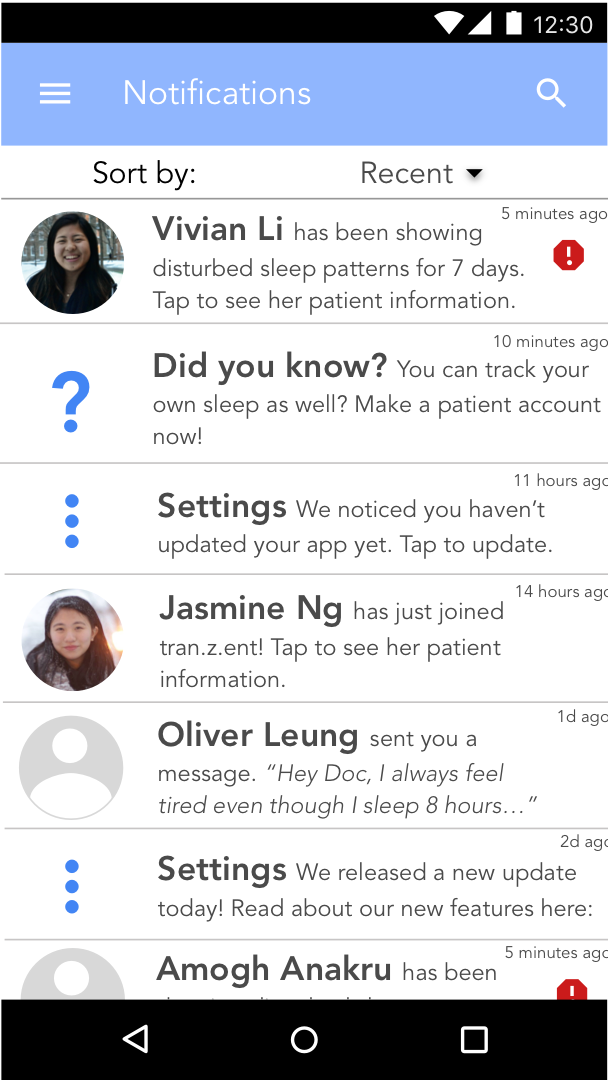 12:30
Notifications
Sort by: Recent
5 minutes ago
Vivian Li has been showing
disturbed sleep patterns for 7 days.
Tap to see her patient information.
10 minutes ago
Did you know? You can track your
own sleep as well? Make a patient account
now!
11 hours ago
Settings We noticed you haven’t
updated your app yet. Tap to update.
14 hours ago
Jasmine Ng has just joined
tran.z.ent! Tap to see her patient
information.
1d ago
Oliver Leung sent you a
message. “Hey Doc, I always feel
tired even though I sleep 8 hours...”
2d ago
Settings We released a new update
today! Read about our new features here:
5 minutes ago
Amogh Anakru has been